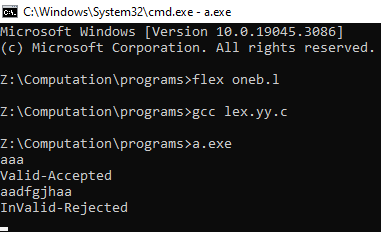 C:\Windows\System32\cmd.exe - a.exe
Microsoft Windows [Version 10.0.19045.3086]
(c) Microsoft Corporation. All rights reserved.
Z:\Computation\programs>flex oneb.l
Z:\Computation\programs>gcc lex.yy.c
Z:\Computation\programs>a.exe
aaa
Valid-Accepted
aadfgjhaa
InValid-Rejected